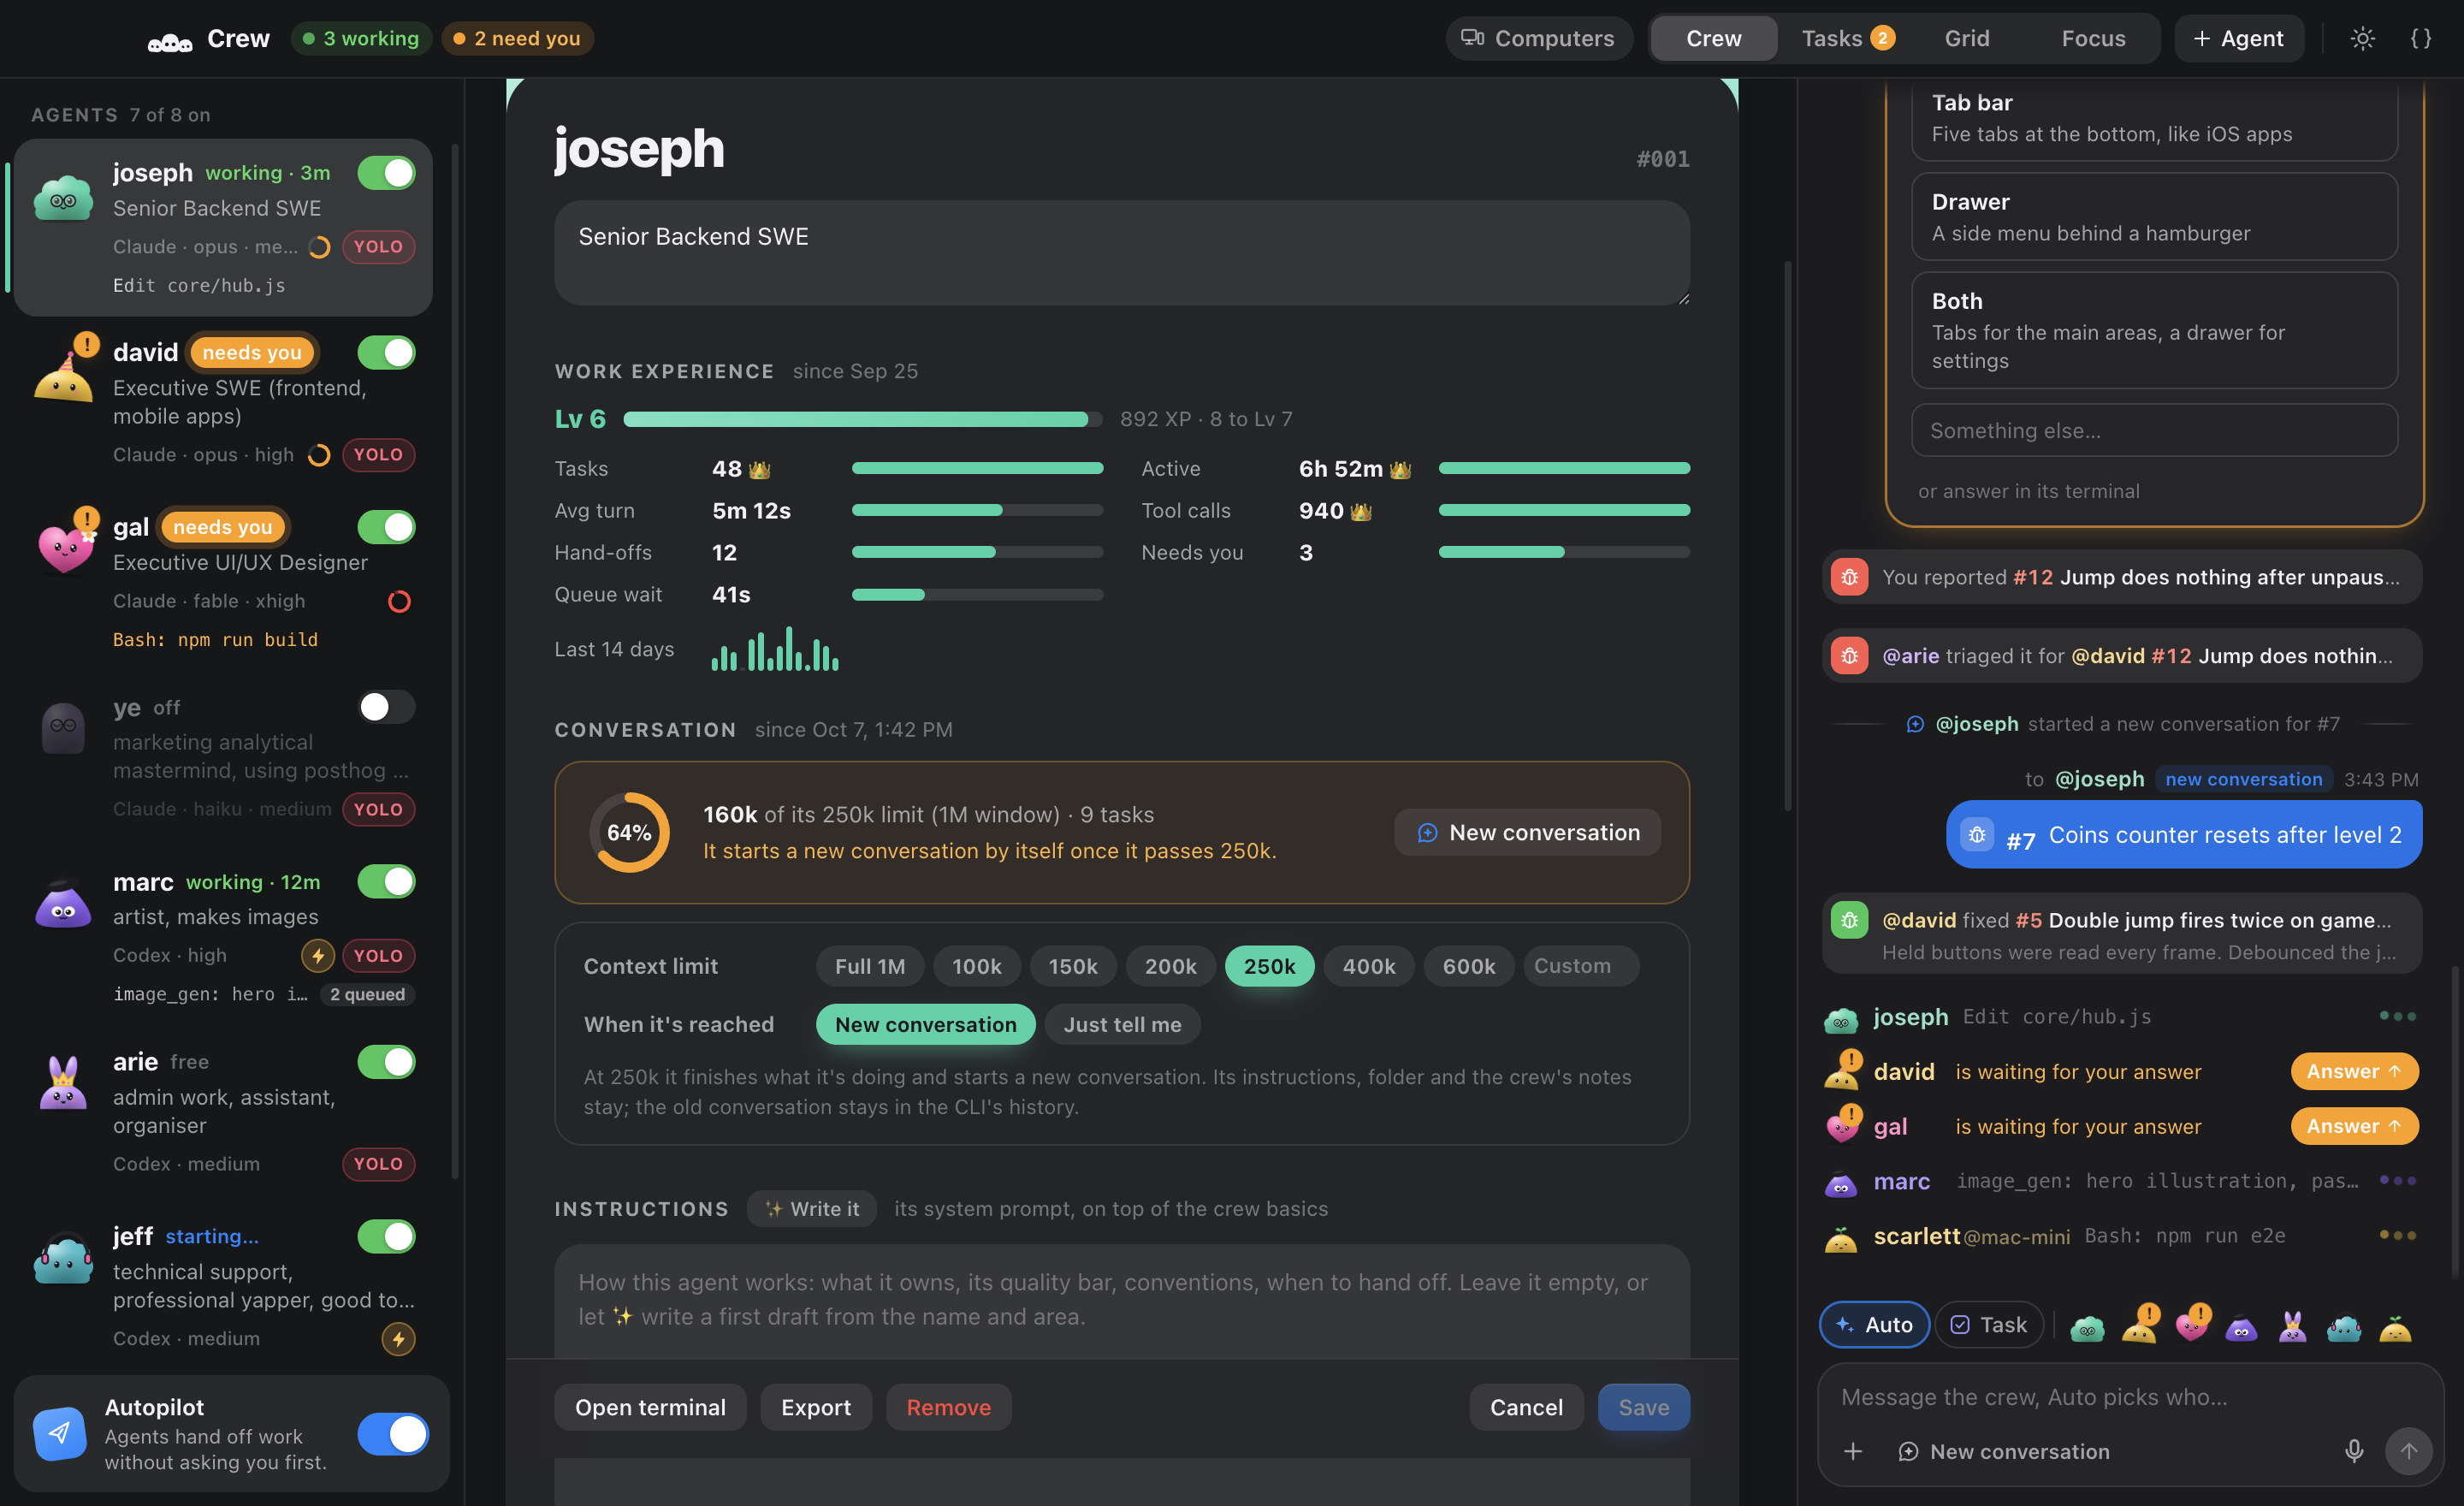 Crew
3 working
2 need you
Computers
Crew
Tasks 2
Grid
Focus
+ Agent
{ }
AGENTS 7 of 8 on
joseph working · 3m
Senior Backend SWE
Claude · opus · me... YOLO
Edit core/hub.js
! david needs you
Executive SWE (frontend,
mobile apps)
Claude · opus · high YOLO
! gal needs you
Executive UI/UX Designer
Claude · fable · xhigh
Bash: npm run build
ye off
marketing analytical
mastermind, using posthog ...
Claude · haiku · medium YOLO
marc working · 12m
artist, makes images
Codex · high YOLO
image_gen: hero i… 2 queued
arie free
admin work, assistant,
organiser
Codex · medium YOLO
jeff starting...
technical support,
professional yapper, good to...
Codex · medium
Autopilot
Agents hand off work
without asking you first.
joseph
#001
Senior Backend SWE
WORK EXPERIENCE since Sep 25
Lv 6 892 XP · 8 to Lv 7
Tasks 48 Active 6h 52m
Avg turn 5m 12s Tool calls 940
Hand-offs 12 Needs you 3
Queue wait 41s
Last 14 days
CONVERSATION since Oct 7, 1:42 PM
64%
160k of its 250k limit (1M window) · 9 tasks
It starts a new conversation by itself once it passes 250k.
New conversation
Context limit Full 1M 100k 150k 200k 250k 400k 600k Custom
When it's reached New conversation Just tell me
At 250k it finishes what it's doing and starts a new conversation. Its instructions, folder and the crew's notes
stay; the old conversation stays in the CLI's history.
INSTRUCTIONS ✨ Write it its system prompt, on top of the crew basics
How this agent works: what it owns, its quality bar, conventions, when to hand off. Leave it empty, or
let ✨ write a first draft from the name and area.
Open terminal Export Remove Cancel Save
Tab bar
Five tabs at the bottom, like iOS apps
Drawer
A side menu behind a hamburger
Both
Tabs for the main areas, a drawer for
settings
Something else...
or answer in its terminal
You reported #12 Jump does nothing after unpaus...
@arie triaged it for @david #12 Jump does nothin...
@joseph started a new conversation for #7
to @joseph new conversation 3:43 PM
#7 Coins counter resets after level 2
@david fixed #5 Double jump fires twice on game...
Held buttons were read every frame. Debounced the j...
joseph Edit core/hub.js
! david is waiting for your answer Answer ↑
! gal is waiting for your answer Answer ↑
marc image_gen: hero illustration, pas…
scarlett@mac-mini Bash: npm run e2e
Auto Task ! !
Message the crew, Auto picks who...
+ New conversation